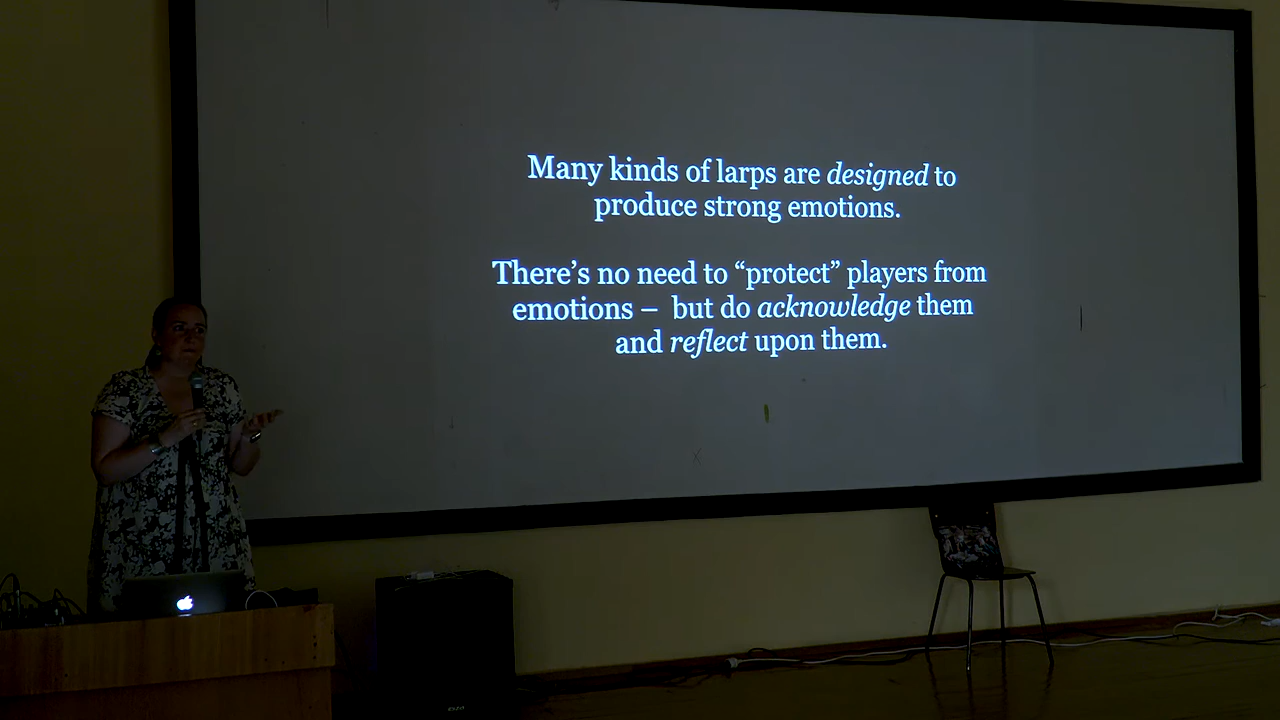 Many kinds of larps are designed to
produce strong emotions.
There’s no need to “protect” players from
emotions –  but do acknowledge them
and reflect upon them.